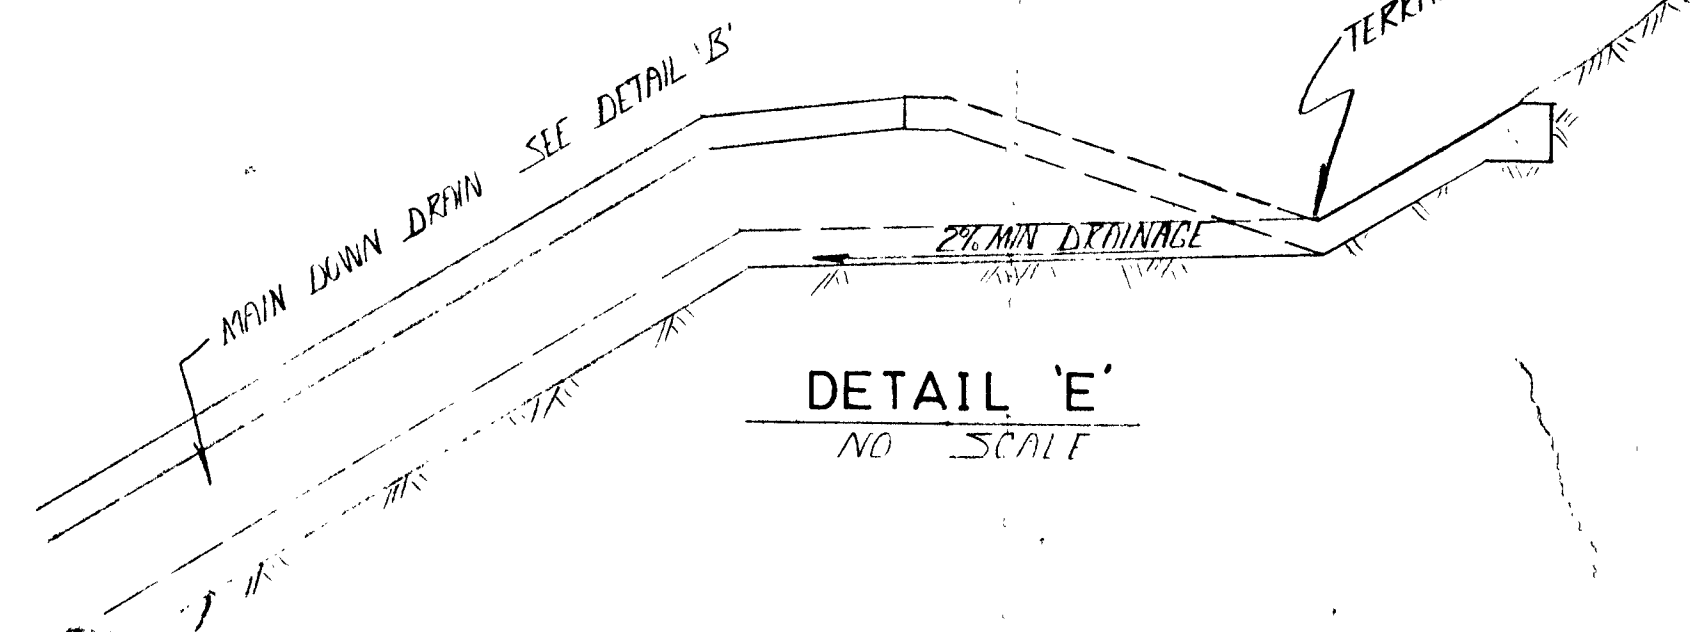 MAIN DOWN DRAIN SEE DETAIL 'B'
2% MIN DRAINAGE
DETAIL 'E'
NO SCALE